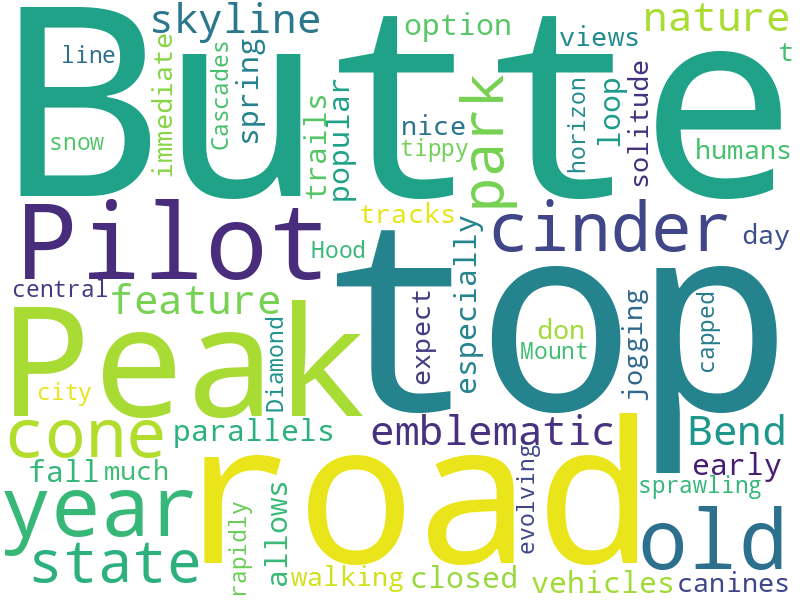 Butte
skyline
nature
option
views
line
immediate
Cascades
spring
trails
popular
park
horizon
loop
solitude
t
snow
nice
tippy
humans
Pilot
tracks
cinder
day
Hood
top
especially
central
feature
expect
Diamond
Peak
don
Mount
jogging
capped
city
cone
parallels
emblematic
Bend
road
fall
much
early
evolving
sprawling
year
rapidly
allows
old
state
walking
closed
vehicles
canines